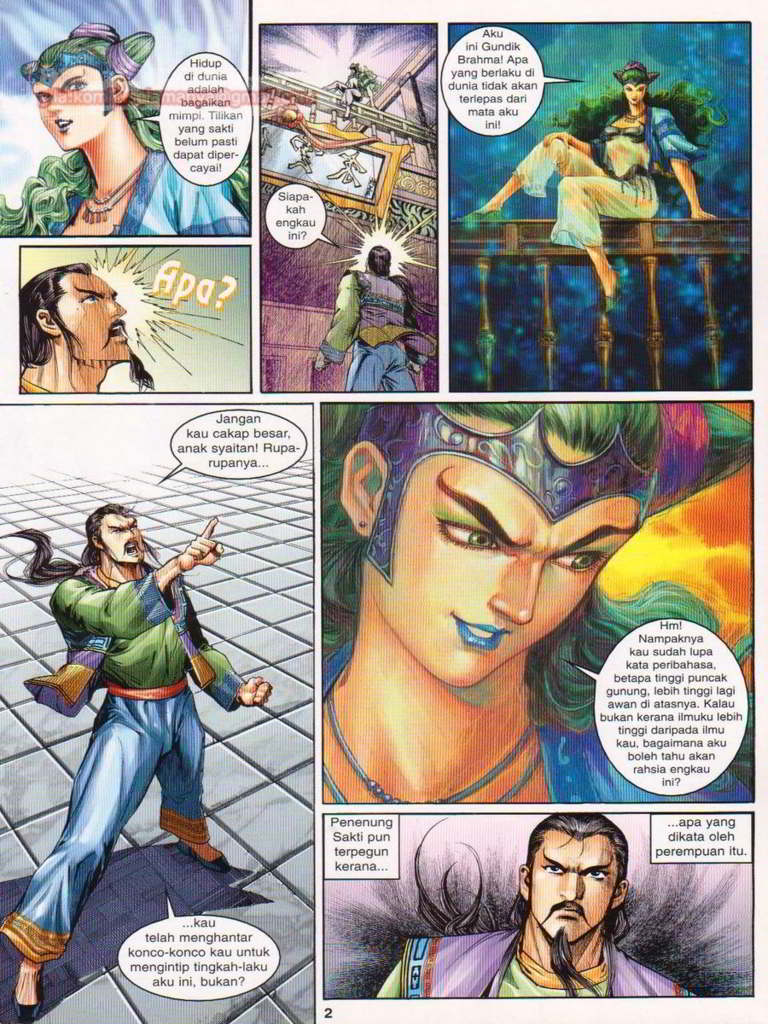 Hidup
di dunia
adalah
bagaikan
mimpi. Tilikan
yang sakti
belum pasti
dapat diper-
cayai!
Apa?
Siapa-
kah
engkau
ini?
Aku
ini Gundik
Brahma! Apa
yang berlaku di
dunia tidak akan
terlepas dari
mata aku
ini!
Jangan
kau cakap besar,
anak syaitan! Rupa-
rupanya...
...kau
telah menghantar
konco-konco kau untuk
mengintip tingkah-laku
aku ini, bukan?
Hm!
Nampaknya
kau sudah lupa
kata peribahasa,
betapa tinggi puncak
gunung, lebih tinggi lagi
awan di atasnya. Kalau
bukan kerana ilmuku lebih
tinggi daripada ilmu
kau, bagaimana aku
boleh tahu akan
rahsia engkau
ini?
Penenung
Sakti pun
terpegun
kerana...
...apa yang
dikata oleh
perempuan itu.
2